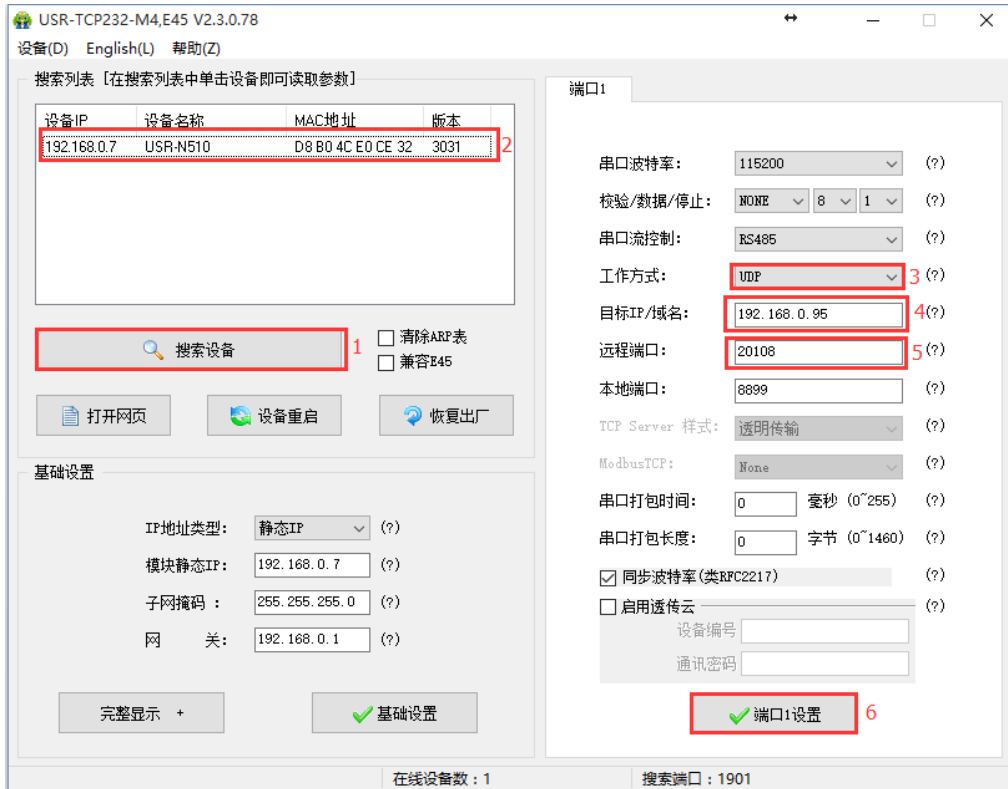 USR-TCP232-M4,E45 V2.3.0.78
设备(D) English(L) 帮助(Z)
搜索列表 [在搜索列表中单击设备即可读取参数]
设备IP 设备名称 MAC地址 版本
192.168.0.7 USR-N510 D8 B0 4C E0 CE 32 3031 2
搜索设备 1
清除ARP表
兼容E45
打开网页 设备重启 恢复出厂
基础设置
IP地址类型: 静态IP (?)
模块静态IP: 192.168.0.7 (?)
子网掩码 : 255.255.255.0 (?)
网 关: 192.168.0.1 (?)
完整显示 + 基础设置
端口1
串口波特率: 115200 (?)
校验/数据/停止: NONE 8 1 (?)
串口流控制: RS485 (?)
工作方式: UDP 3 (?)
目标IP/域名: 192.168.0.95 4 (?)
远程端口: 20108 5 (?)
本地端口: 8899 (?)
TCP Server 样式: 透明传输 (?)
ModbusTCP: None (?)
串口打包时间: 0 毫秒 (0~255) (?)
串口打包长度: 0 字节 (0~1460) (?)
同步波特率(类RFC2217) (?)
启用透传云 (?)
设备编号
通讯密码
端口1设置 6
在线设备数：1 搜索端口：1901